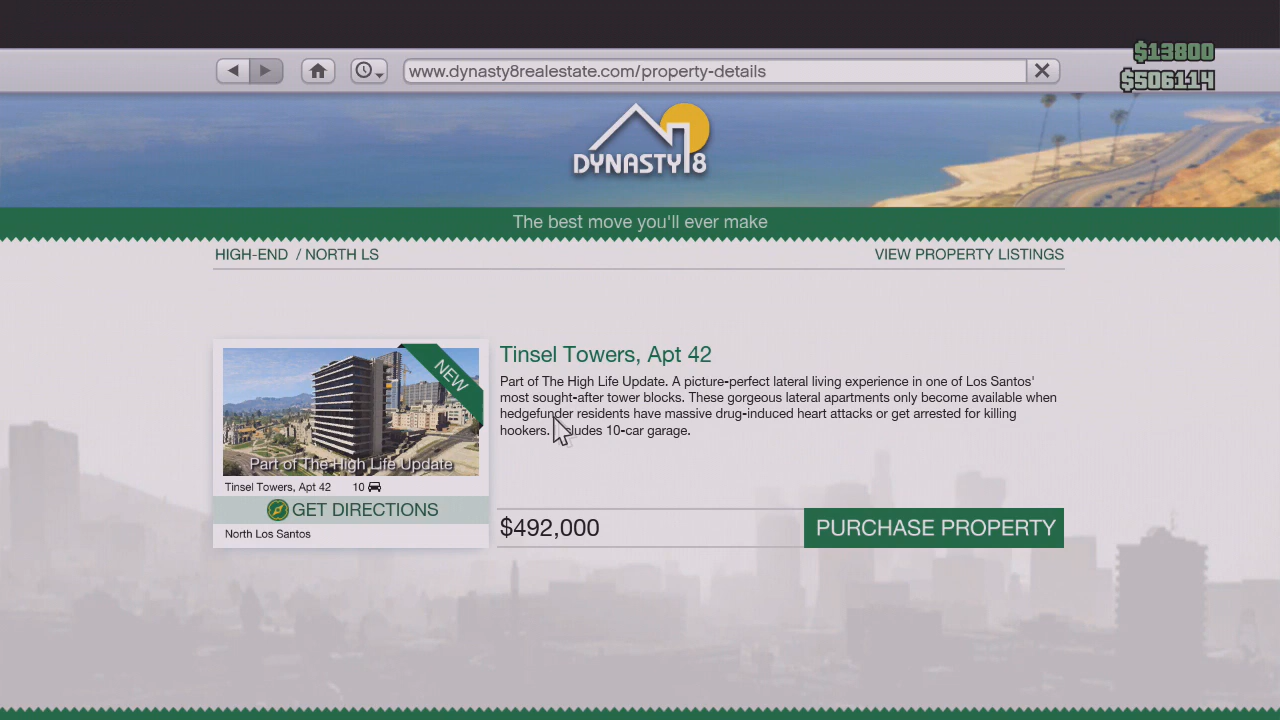 $13800
www.dynasty8realestate.com/property-details
$506114
DYNASTY 8
The best move you'll ever make
HIGH-END / NORTH LS
VIEW PROPERTY LISTINGS
NEW
Part of The High Life Update
Tinsel Towers, Apt 42 10
GET DIRECTIONS
North Los Santos
Tinsel Towers, Apt 42
Part of The High Life Update. A picture-perfect lateral living experience in one of Los Santos'
most sought-after tower blocks. These gorgeous lateral apartments only become available when
hedgefunder residents have massive drug-induced heart attacks or get arrested for killing
hookers. Includes 10-car garage.
$492,000
PURCHASE PROPERTY